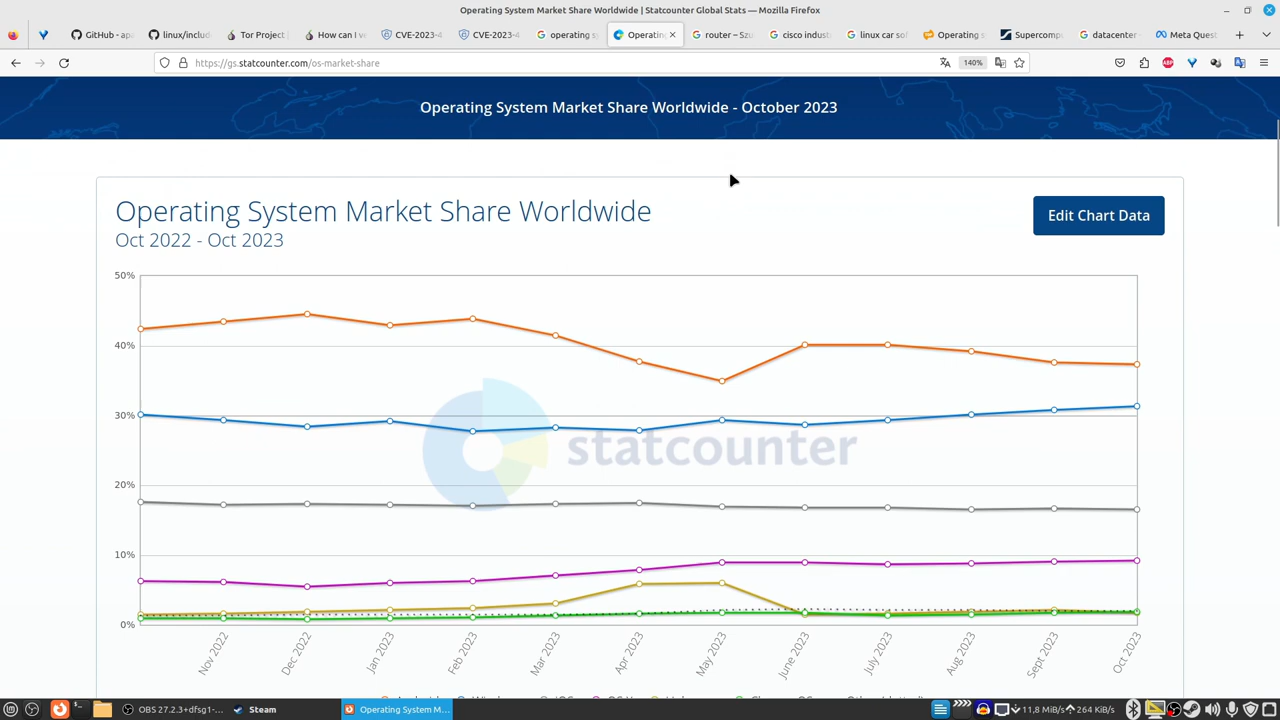 Operating System Market Share Worldwide | Statcounter Global Stats — Mozilla Firefox
GitHub - ap
linux/includ
Tor Project
How can I v
CVE-2023-4
CVE-2023-4
operating sy
Operating
router – Szu
cisco indust
linux car sof
Operating s
Supercomp
datacenter
Meta Quest
https://gs.statcounter.com/os-market-share
140%
Operating System Market Share Worldwide - October 2023
Operating System Market Share Worldwide
Oct 2022 - Oct 2023
Edit Chart Data
50%
40%
30%
20%
10%
0%
statcounter
Nov 2022
Dec 2022
Jan 2023
Feb 2023
Mar 2023
Apr 2023
May 2023
June 2023
July 2023
Aug 2023
Sept 2023
Oct 2023
OBS 27.2.3+dfsg1-...
Steam
Operating System M...
11,8 MiB/s
264 KiB/s